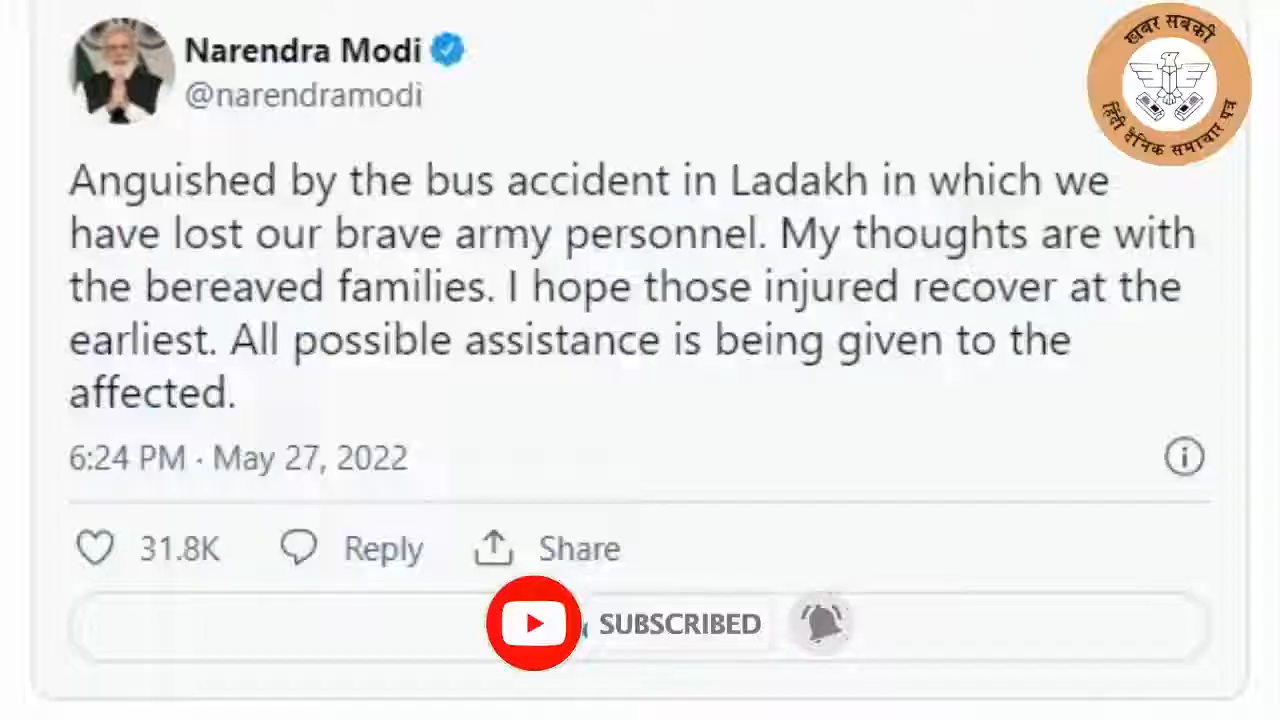 Narendra Modi
@narendramodi
खबर सबकी
हिंदी दैनिक समाचार पत्र
Anguished by the bus accident in Ladakh in which we
have lost our brave army personnel. My thoughts are with
the bereaved families. I hope those injured recover at the
earliest. All possible assistance is being given to the
affected.
6:24 PM · May 27, 2022
31.8K Reply Share
SUBSCRIBED